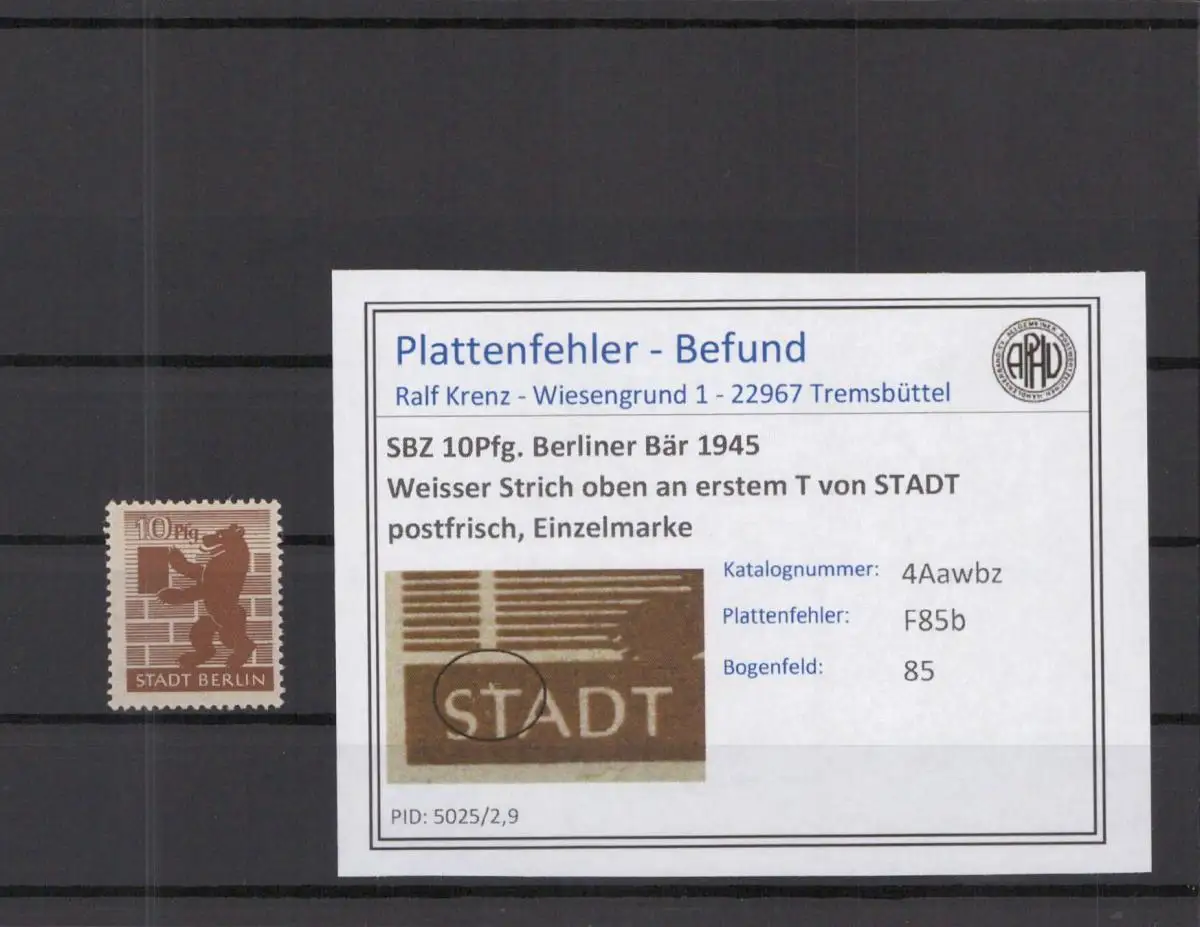 10 Pfg
STADT BERLIN
Plattenfehler - Befund
Ralf Krenz - Wiesengrund 1 - 22967 Tremsbüttel
APHV
SBZ 10Pfg. Berliner Bär 1945
Weisser Strich oben an erstem T von STADT
postfrisch, Einzelmarke
STADT
Katalognummer: 4Aawbz
Plattenfehler: F85b
Bogenfeld: 85
PID: 5025/2,9